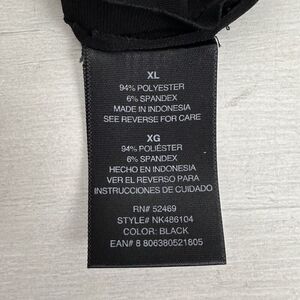 XL
94% POLYESTER
6% SPANDEX
MADE IN INDONESIA
SEE REVERSE FOR CARE
XG
94% POLIÉSTER
6% SPANDEX
HECHO EN INDONESIA
VER EL REVERSO PARA
INSTRUCCIONES DE CUIDADO
RN# 52469
STYLE# NK486104
COLOR: BLACK
EAN# 8 806380521805